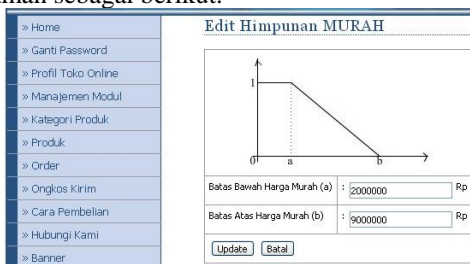 sebagai berikut:
» Home
» Ganti Password
» Profil Toko Online
» Manajemen Modul
» Kategori Produk
» Produk
» Order
» Ongkos Kirim
» Cara Pembelian
» Hubungi Kami
» Banner
Edit Himpunan MURAH
1
0 a b
Batas Bawah Harga Murah (a) : 2000000 Rp
Batas Atas Harga Murah (b) : 9000000 Rp
Update Batal